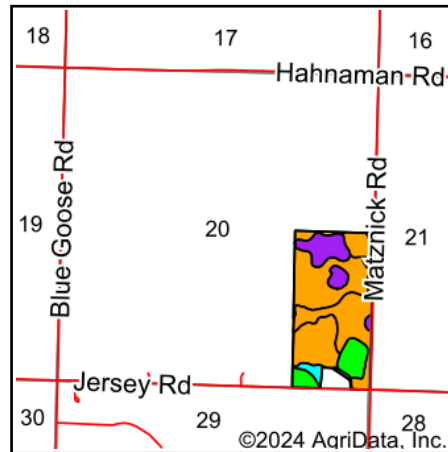 18
17
16
Hahnaman Rd
Blue Goose Rd
Matznick Rd
19
20
21
Jersey Rd
30
29
28
©2024 AgriData, Inc.